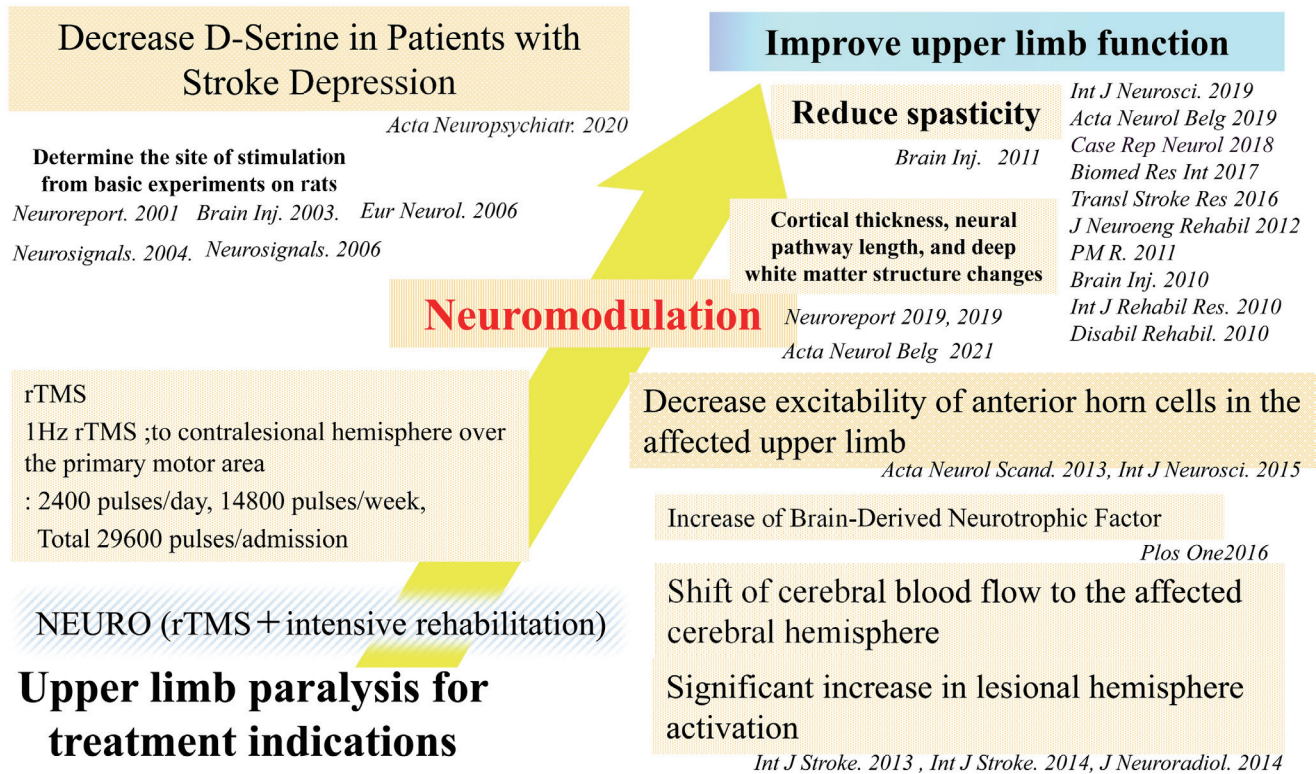 Decrease D-Serine in Patients with
Stroke Depression
Acta Neuropsychiatr. 2020
Determine the site of stimulation
from basic experiments on rats
Neuroreport. 2001 Brain Inj. 2003. Eur Neurol. 2006
Neurosignals. 2004. Neurosignals. 2006
Improve upper limb function
Reduce spasticity
Brain Inj. 2011
Cortical thickness, neural
pathway length, and deep
white matter structure changes
Neuroreport 2019, 2019
Acta Neurol Belg 2021
Int J Neurosci. 2019
Acta Neurol Belg 2019
Case Rep Neurol 2018
Biomed Res Int 2017
Transl Stroke Res 2016
J Neuroeng Rehabil 2012
PM R. 2011
Brain Inj. 2010
Int J Rehabil Res. 2010
Disabil Rehabil. 2010
Neuromodulation
rTMS
1Hz rTMS ;to contralesional hemisphere over
the primary motor area
: 2400 pulses/day, 14800 pulses/week,
Total 29600 pulses/admission
NEURO (rTMS+intensive rehabilitation)
Upper limb paralysis for
treatment indications
Decrease excitability of anterior horn cells in the
affected upper limb
Acta Neurol Scand. 2013, Int J Neurosci. 2015
Increase of Brain-Derived Neurotrophic Factor
Plos One2016
Shift of cerebral blood flow to the affected
cerebral hemisphere
Significant increase in lesional hemisphere
activation
Int J Stroke. 2013 , Int J Stroke. 2014, J Neuroradiol. 2014